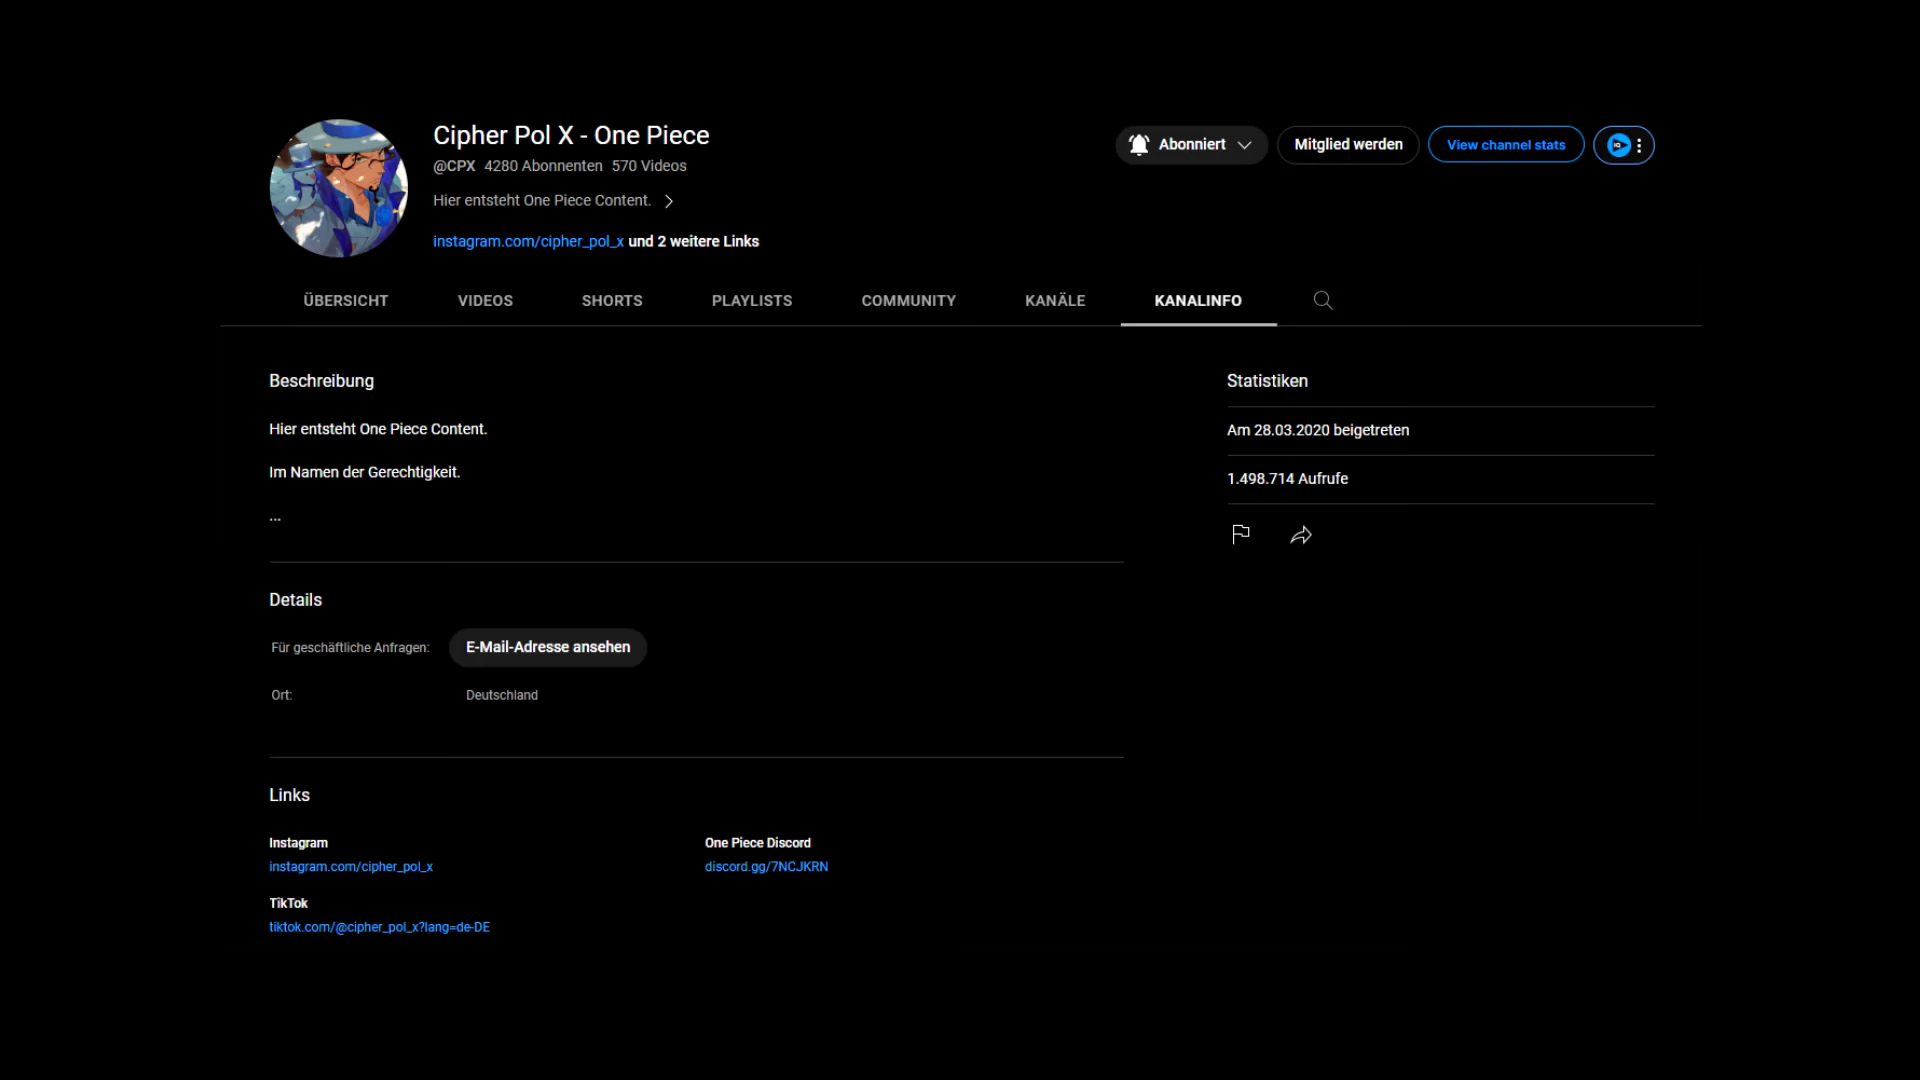 Cipher Pol X - One Piece
@CPX 4280 Abonnenten 570 Videos
Hier entsteht One Piece Content.
instagram.com/cipher_pol_x und 2 weitere Links
Abonniert
Mitglied werden
View channel stats
ÜBERSICHT
VIDEOS
SHORTS
PLAYLISTS
COMMUNITY
KANÄLE
KANALINFO
Beschreibung
Hier entsteht One Piece Content.
Im Namen der Gerechtigkeit.
...
Details
Für geschäftliche Anfragen: E-Mail-Adresse ansehen
Ort: Deutschland
Links
Instagram
instagram.com/cipher_pol_x
One Piece Discord
discord.gg/7NCJKRN
TikTok
tiktok.com/@cipher_pol_x?lang=de-DE
Statistiken
Am 28.03.2020 beigetreten
1.498.714 Aufrufe